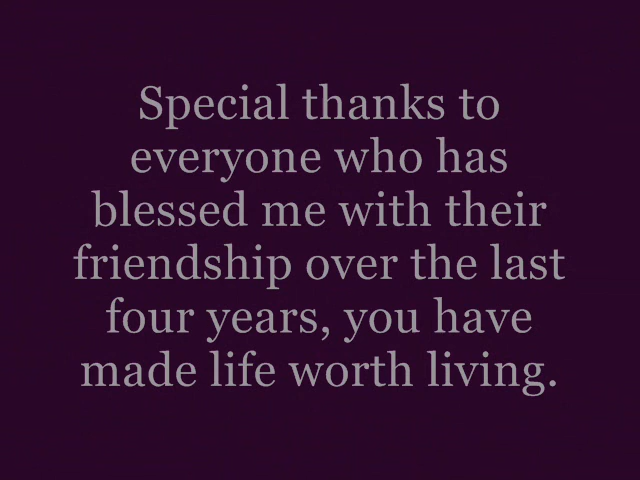 Special thanks to
everyone who has
blessed me with their
friendship over the last
four years, you have
made life worth living.